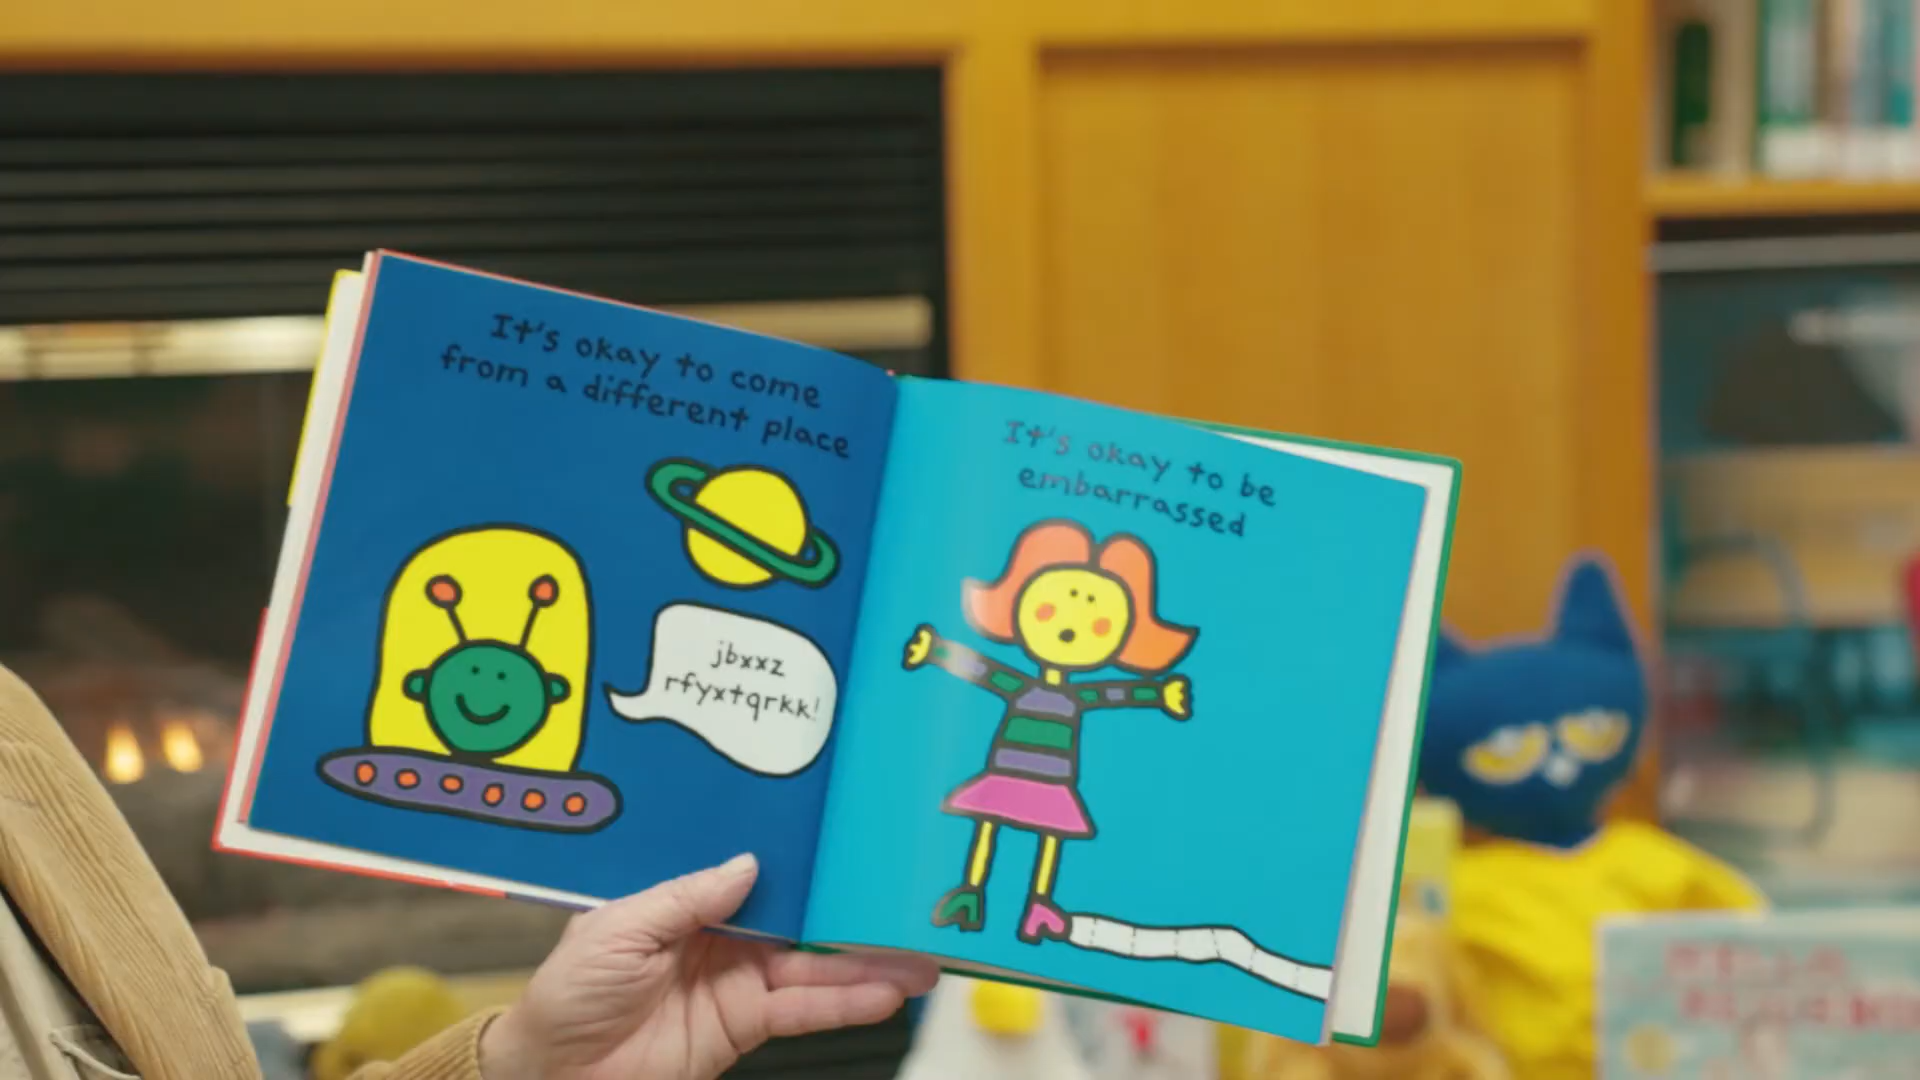 It's okay to come
from a different place
jbxxz
rfyxtqrkk!
It's okay to be
embarrassed